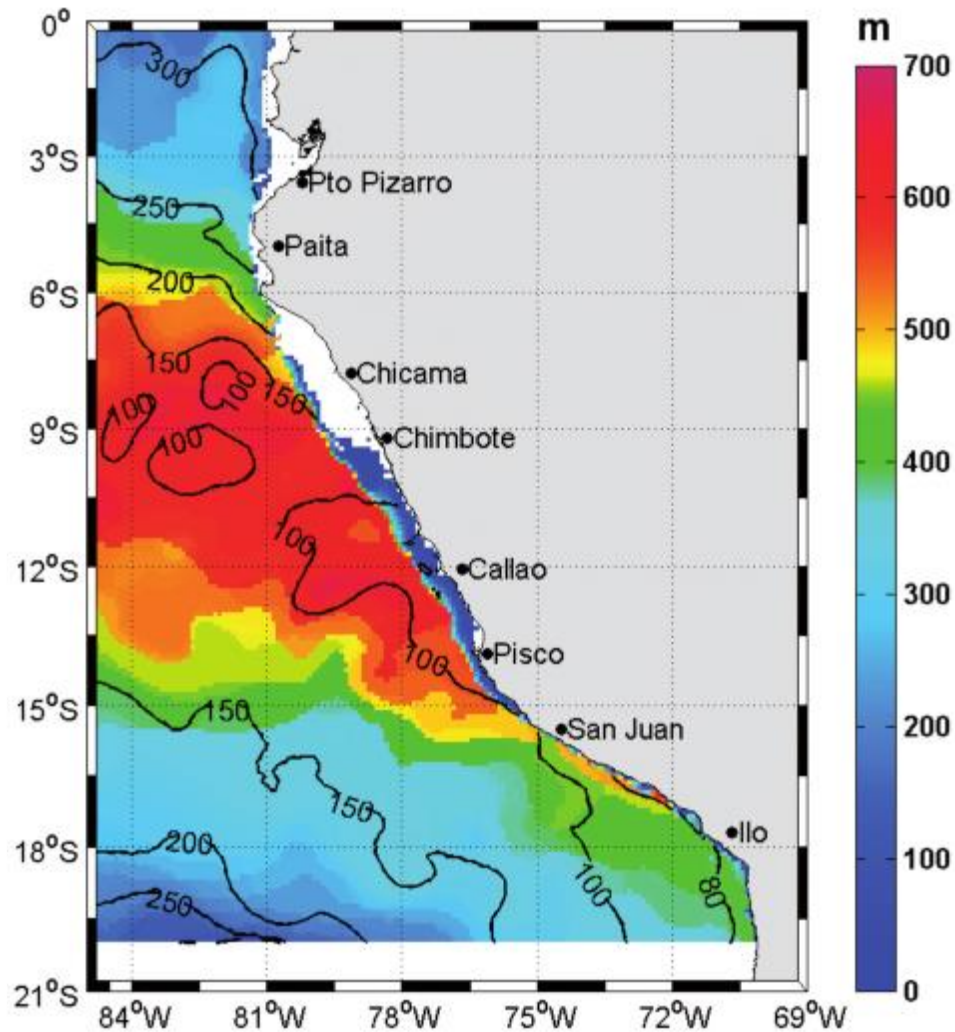 0°
3°S
6°S
9°S
12°S
15°S
18°S
21°S
84°W
81°W
78°W
75°W
72°W
69°W
Pto Pizarro
Paita
Chicama
Chimbote
Callao
Pisco
San Juan
Ilo
300
250
200
150
150
100
100
100
100
100
150
150
200
250
100
80
m
700
600
500
400
300
200
100
0